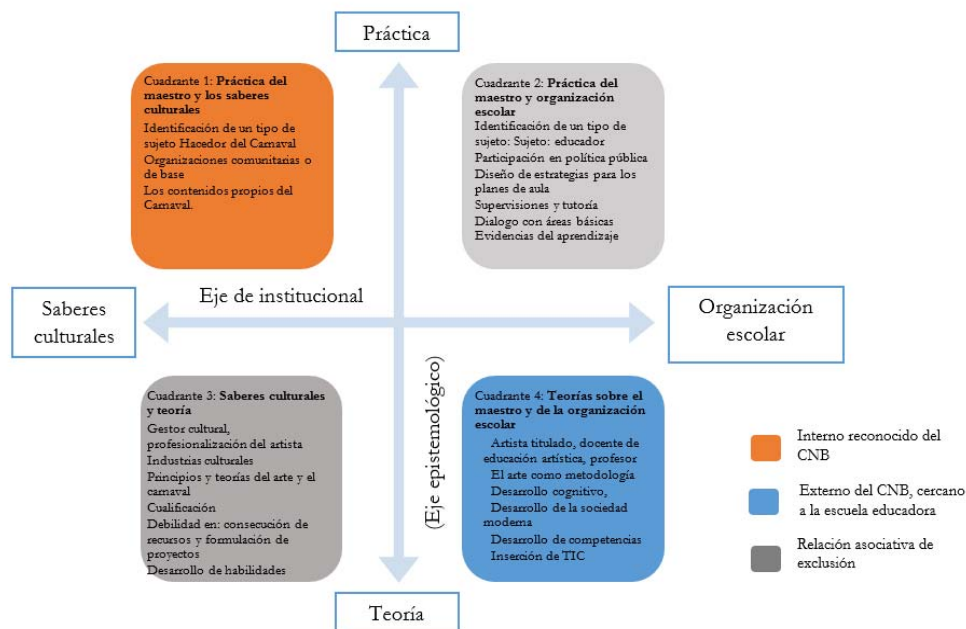 Práctica
Cuadrante 1: Práctica del
maestro y los saberes
culturales
Identificación de un tipo de
sujeto Hacedor del Carnaval
Organizaciones comunitarias o
de base
Los contenidos propios del
Carnaval.
Cuadrante 2: Práctica del
maestro y organización
escolar
Identificación de un tipo de
sujeto: Sujeto: educador
Participación en política pública
Diseño de estrategias para los
planes de aula
Supervisiones y tutoría
Dialogo con áreas básicas
Evidencias del aprendizaje
Saberes
culturales
Eje de institucional
Organización
escolar
(Eje epistemológico)
Cuadrante 3: Saberes culturales
y teoría
Gestor cultural,
profesionalización del artista
Industrias culturales
Principios y teorías del arte y el
carnaval
Cualificación
Debilidad en: consecución de
recursos y formulación de
proyectos
Desarrollo de habilidades
Cuadrante 4: Teorías sobre el
maestro y de la organización
escolar
Artista titulado, docente de
educación artística, profesor
El arte como metodología
Desarrollo cognitivo,
Desarrollo de la sociedad
moderna
Desarrollo de competencias
Inserción de TIC
Interno reconocido del
CNB
Externo del CNB, cercano
a la escuela educadora
Relación asociativa de
exclusión
Teoría